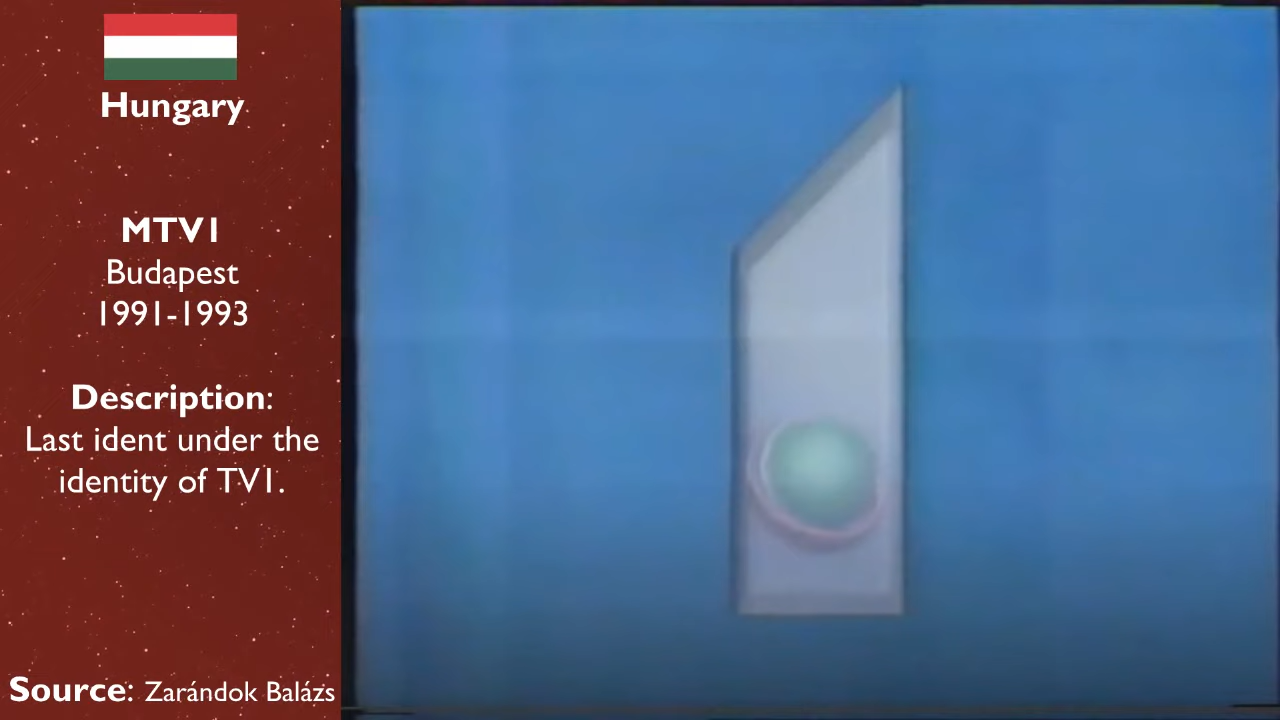 Hungary
MTV1
Budapest
1991-1993
Description:
Last ident under the
identity of TV1.
Source: Zarándok Balázs